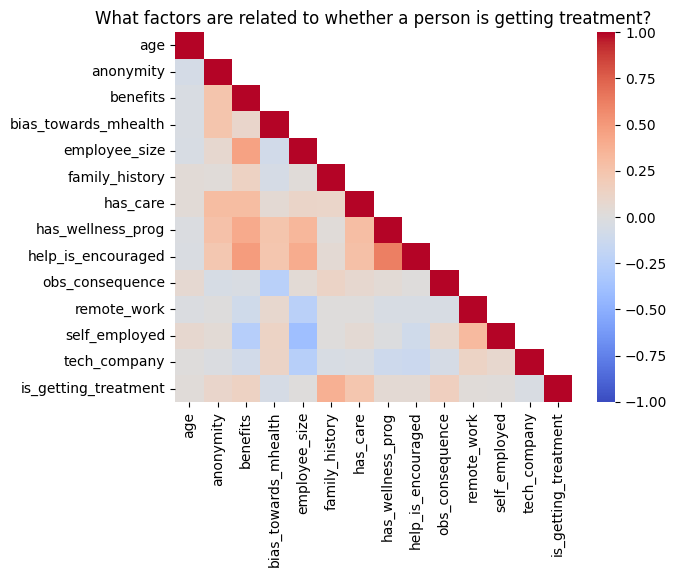 What factors are related to whether a person is getting treatment?
age
anonymity
benefits
bias_towards_mhealth
employee_size
family_history
has_care
has_wellness_prog
help_is_encouraged
obs_consequence
remote_work
self_employed
tech_company
is_getting_treatment
age
anonymity
benefits
bias_towards_mhealth
employee_size
family_history
has_care
has_wellness_prog
help_is_encouraged
obs_consequence
remote_work
self_employed
tech_company
is_getting_treatment
1.00
0.75
0.50
0.25
0.00
−0.25
−0.50
−0.75
−1.00